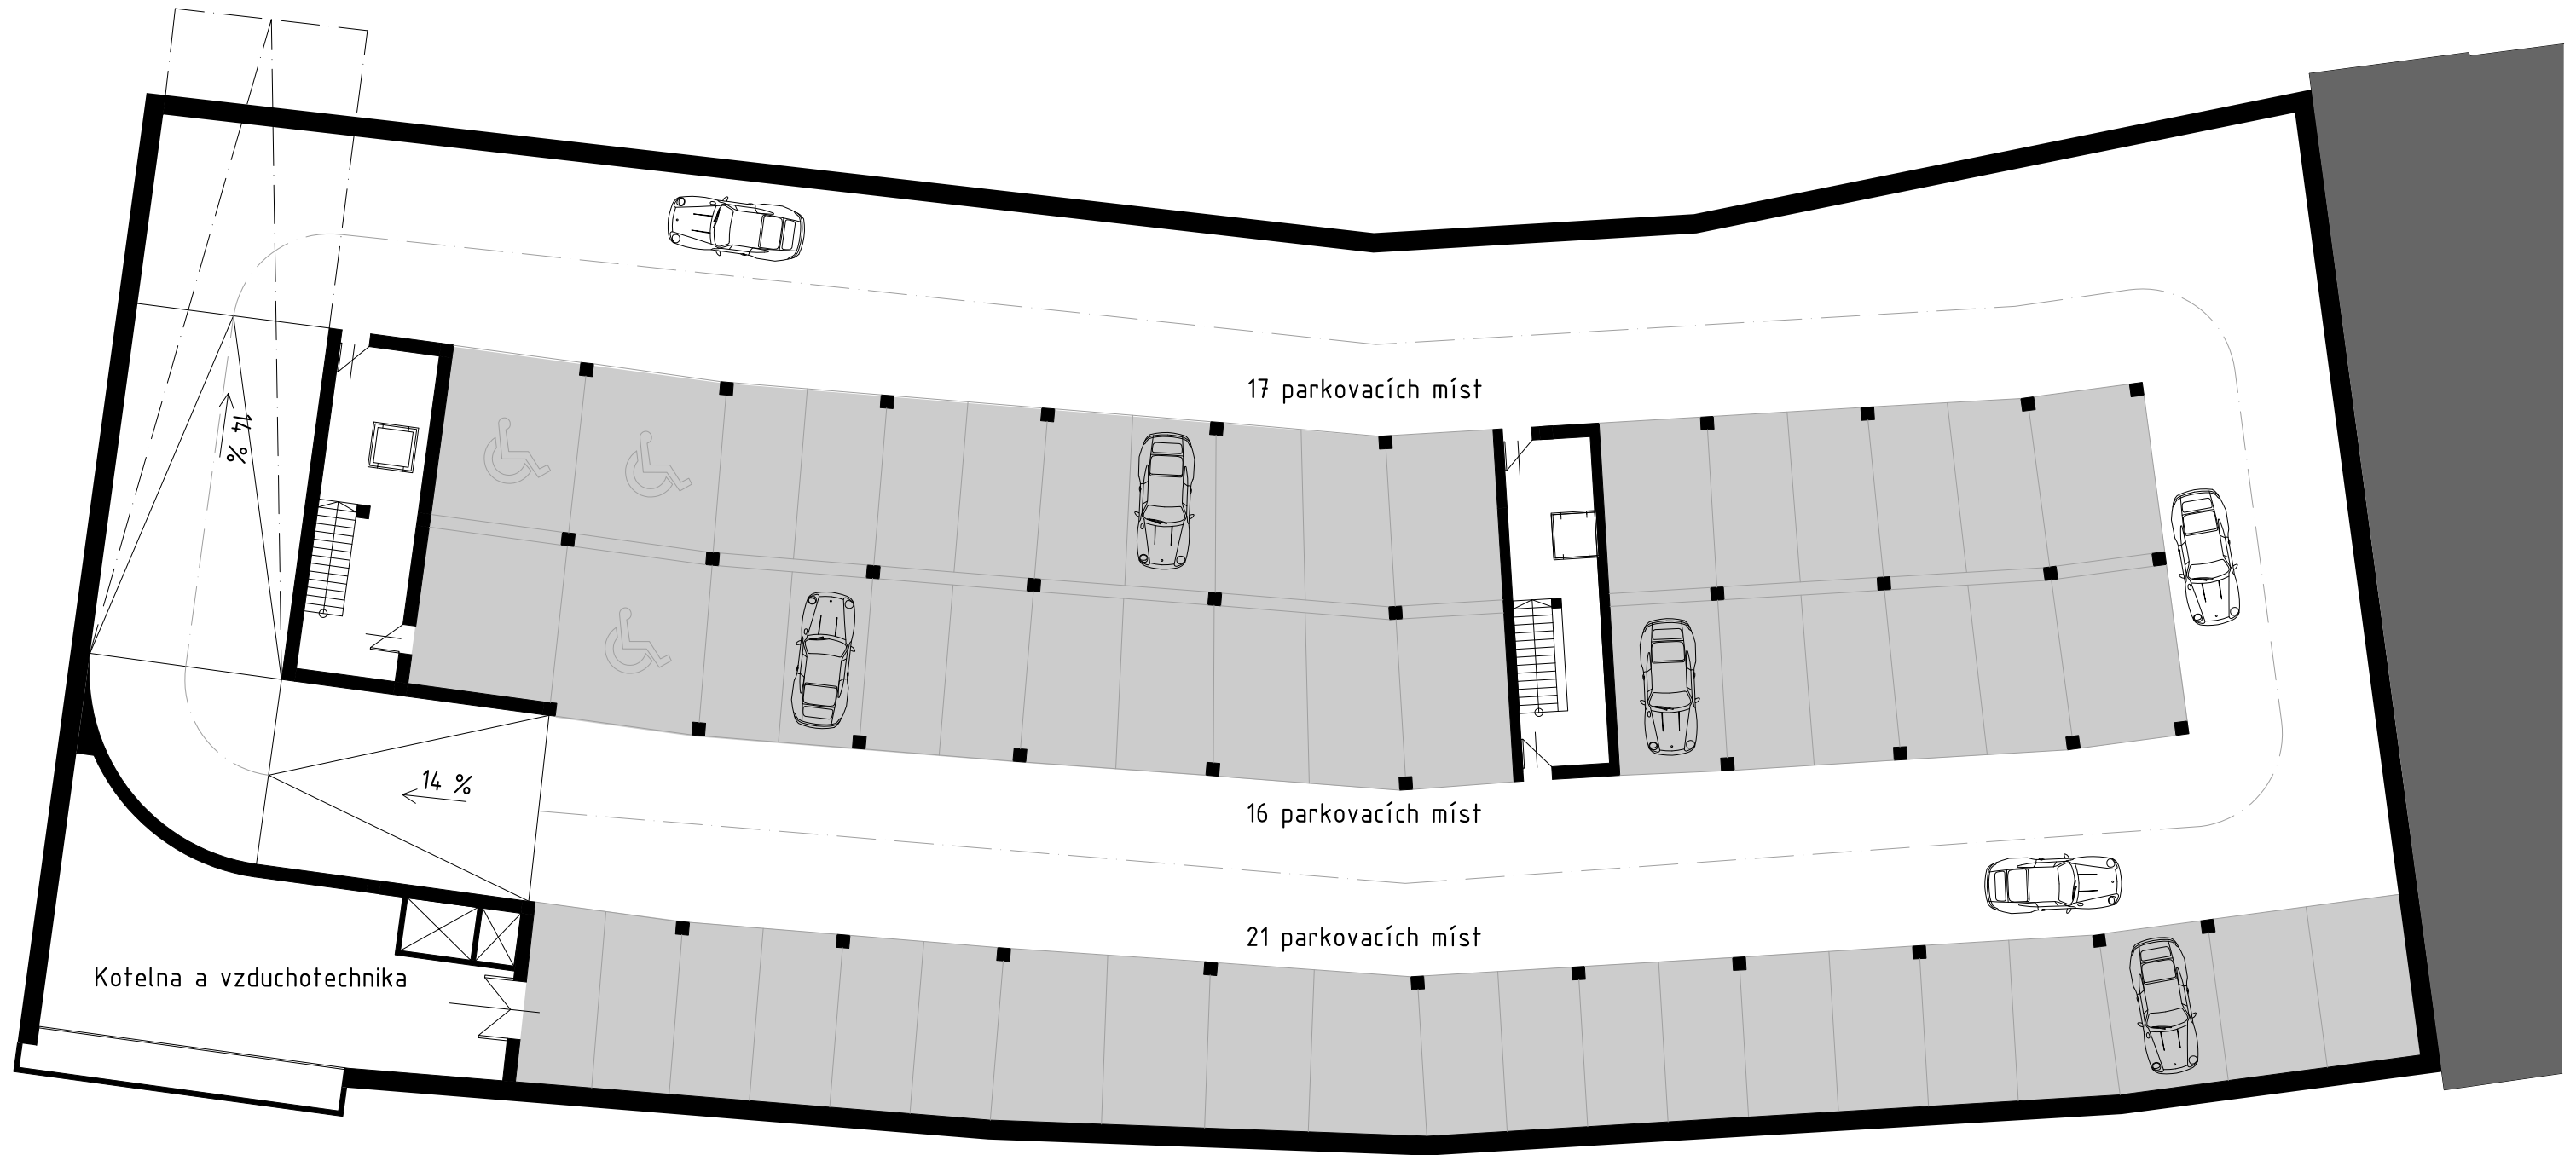 17 parkovacích míst
14 %
14 %
16 parkovacích míst
21 parkovacích míst
Kotelna a vzduchotechnika